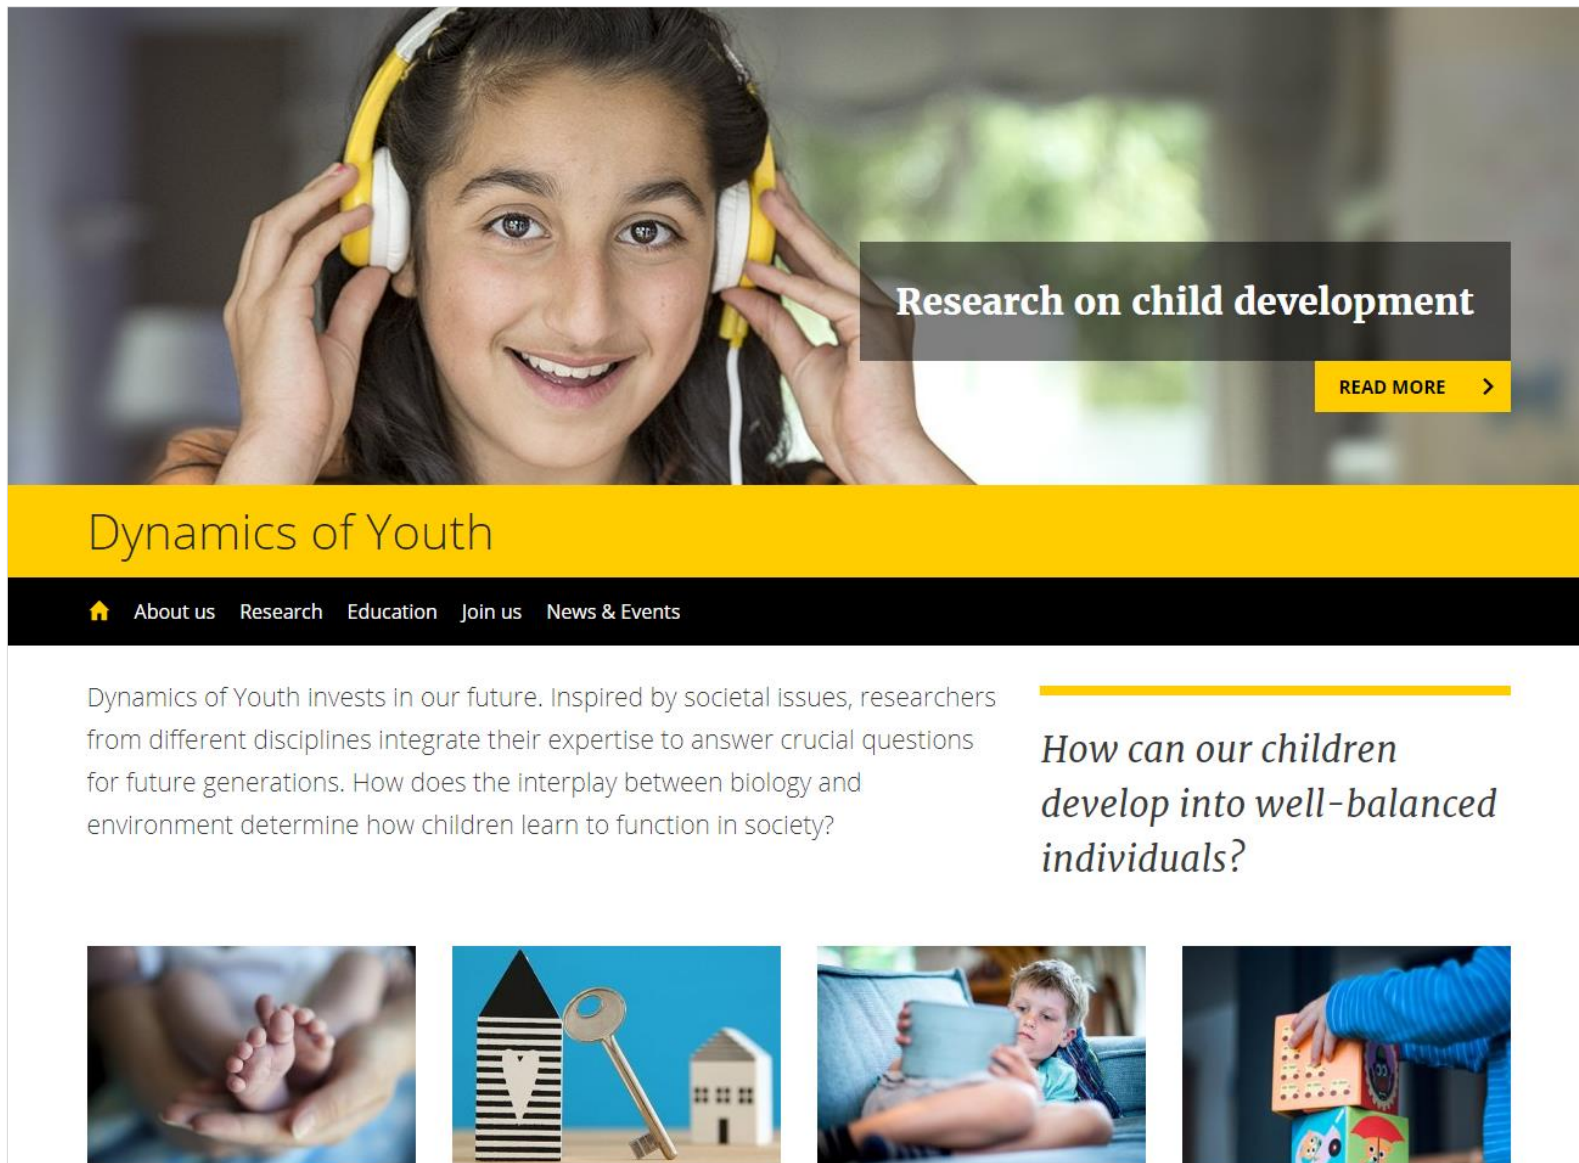 Research on child development
READ MORE
Dynamics of Youth
About us Research Education Join us News & Events
Dynamics of Youth invests in our future. Inspired by societal issues, researchers
from different disciplines integrate their expertise to answer crucial questions
for future generations. How does the interplay between biology and
environment determine how children learn to function in society?
How can our children
develop into well-balanced
individuals?